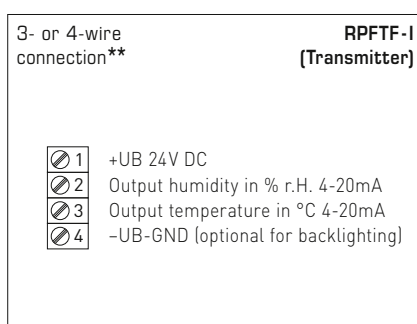 3- or 4-wire RPFTF-I
connection** (Transmitter)
1 +UB 24V DC
2 Output humidity in % r.H. 4-20mA
3 Output temperature in °C 4-20mA
4 –UB-GND (optional for backlighting)